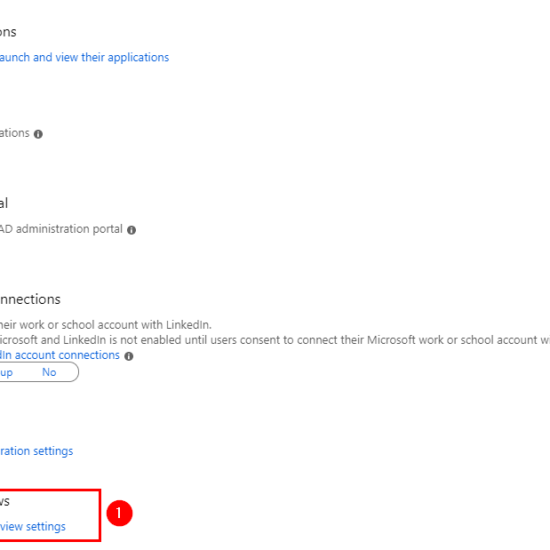 ons
aunch and view their applications
ations
al
AD administration portal
nnections
heir work or school account with LinkedIn.
icrosoft and LinkedIn is not enabled until users consent to connect their Microsoft work or school account w
dIn account connections
up No
ration settings
ws
view settings
1